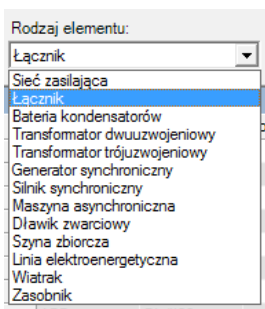 Rodzaj elementu:
Łącznik
Sieć zasilająca
Łącznik
Bateria kondensatorów
Transformator dwuuzwojeniowy
Transformator trójuzwojeniowy
Generator synchroniczny
Silnik synchroniczny
Maszyna asynchroniczna
Dławik zwarciowy
Szyna zbiorcza
Linia elektroenergetyczna
Wiatrak
Zasobnik